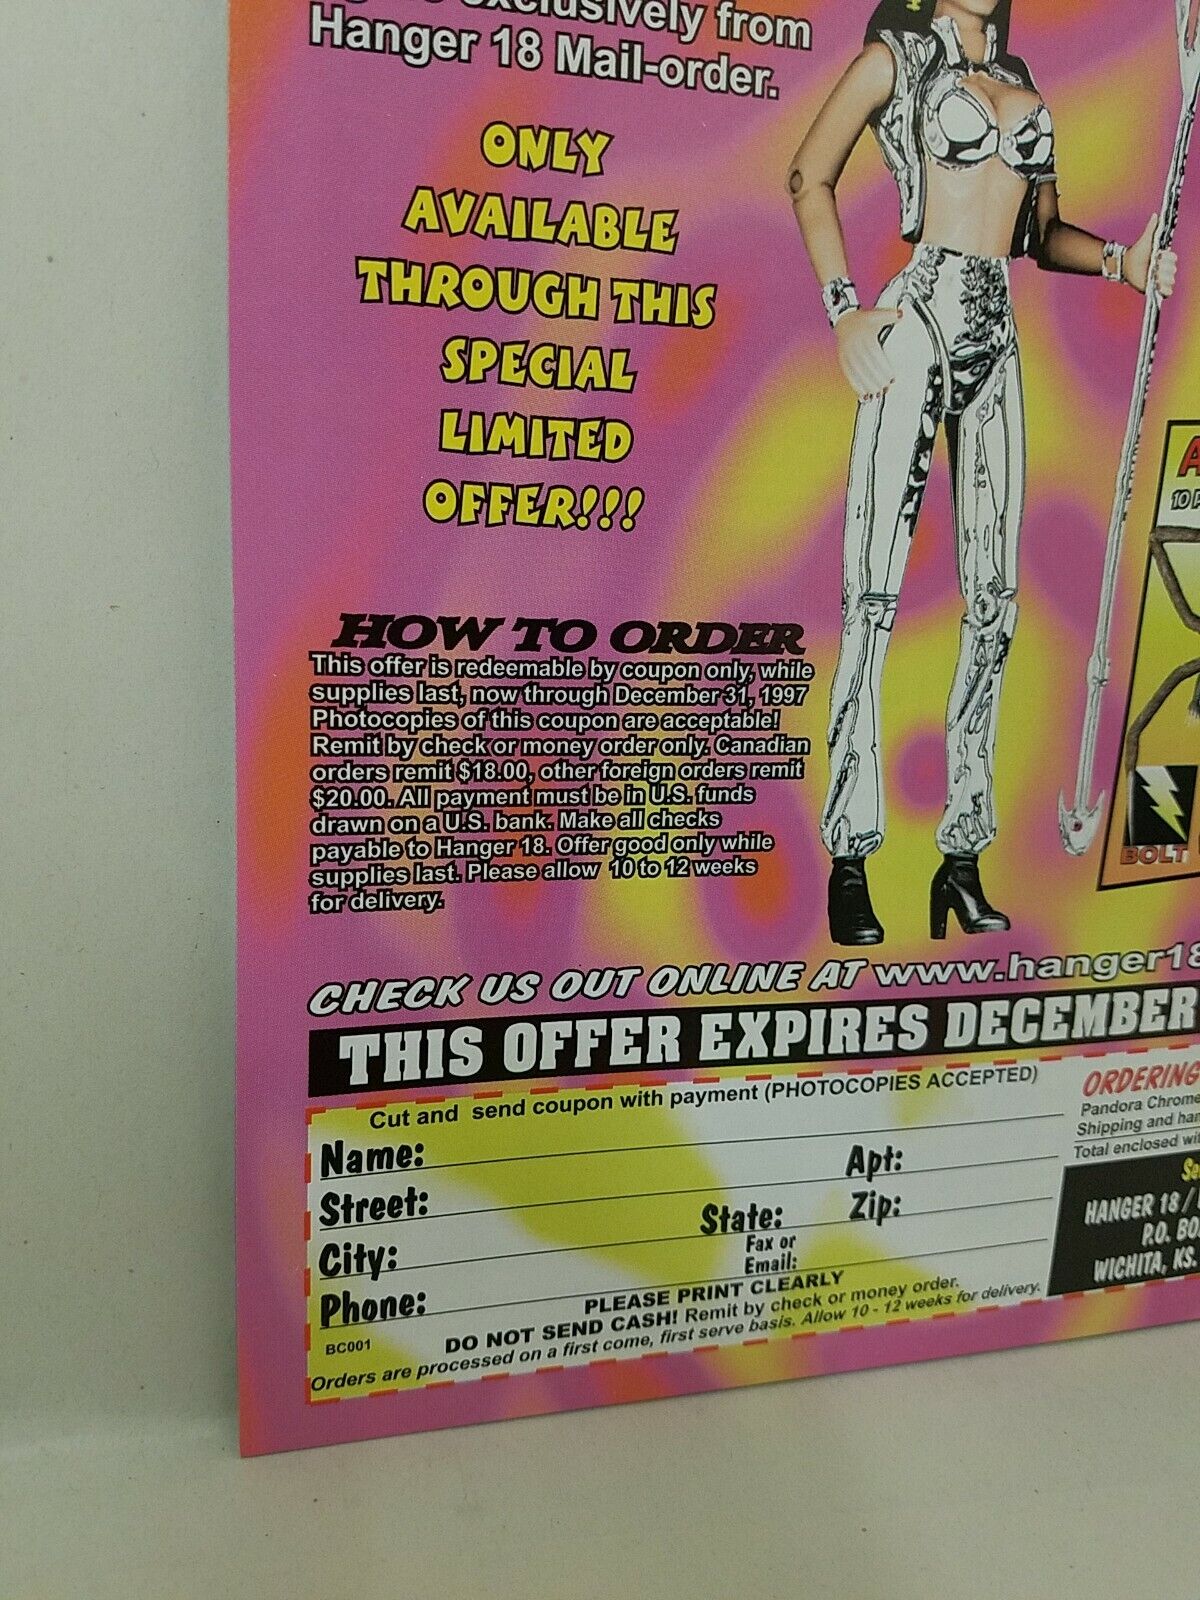 exclusively from
Hanger 18 Mail-order.
ONLY
AVAILABLE
THROUGH THIS
SPECIAL
LIMITED
OFFER!!!
HOW TO ORDER
This offer is redeemable by coupon only, while
supplies last, now through December 31, 1997
Photocopies of this coupon are acceptable!
Remit by check or money order only. Canadian
orders remit $18.00, other foreign orders remit
$20.00. All payment must be in U.S. funds
drawn on a U.S. bank. Make all checks
payable to Hanger 18. Offer good only while
supplies last. Please allow 10 to 12 weeks
for delivery.
10
BOLT
CHECK US OUT ONLINE AT www.hanger18
THIS OFFER EXPIRES DECEMBER
Cut and send coupon with payment (PHOTOCOPIES ACCEPTED)
Name:
Apt:
Street:
State: Zip:
City:
Fax or
Email:
Phone:
PLEASE PRINT CLEARLY
DO NOT SEND CASH! Remit by check or money order.
BC001
Orders are processed on a first come, first serve basis. Allow 10 - 12 weeks for delivery.
ORDERING
Pandora Chrome
Shipping and
Total enclosed
HANGER 18 /
P.O.
WICHITA, KS.